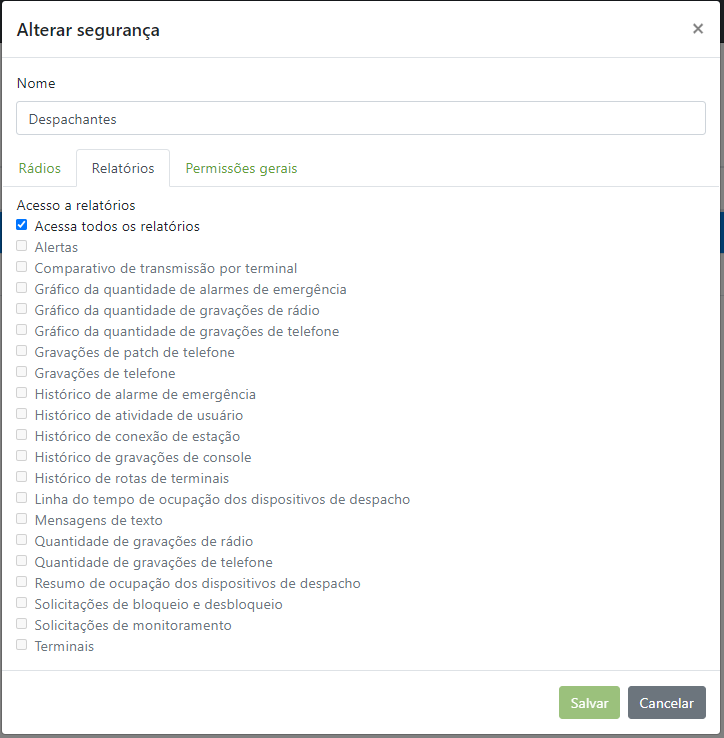 Alterar segurança
×
Nome
Despachantes
Rádios
Relatórios
Permissões gerais
Acesso a relatórios
Acessa todos os relatórios
Alertas
Comparativo de transmissão por terminal
Gráfico da quantidade de alarmes de emergência
Gráfico da quantidade de gravações de rádio
Gráfico da quantidade de gravações de telefone
Gravações de patch de telefone
Gravações de telefone
Histórico de alarme de emergência
Histórico de atividade de usuário
Histórico de conexão de estação
Histórico de gravações de console
Histórico de rotas de terminais
Linha do tempo de ocupação dos dispositivos de despacho
Mensagens de texto
Quantidade de gravações de rádio
Quantidade de gravações de telefone
Resumo de ocupação dos dispositivos de despacho
Solicitações de bloqueio e desbloqueio
Solicitações de monitoramento
Terminais
Salvar
Cancelar